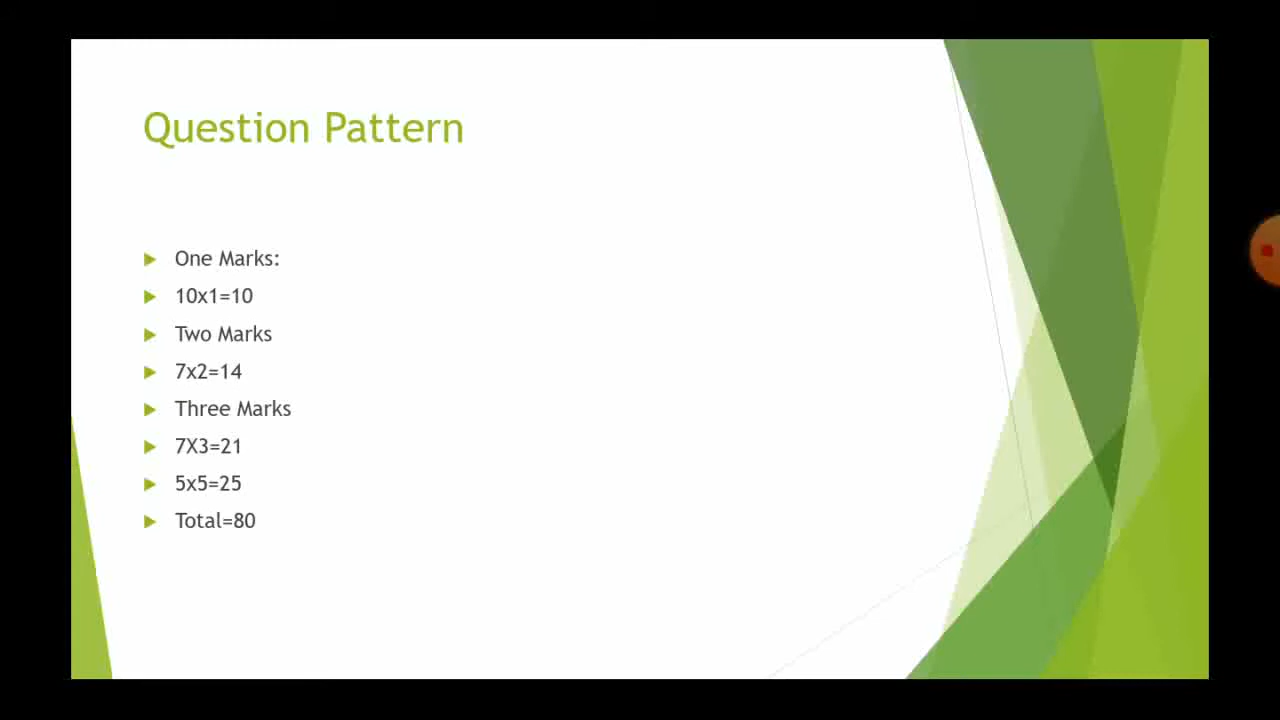 Question Pattern
One Marks:
10x1=10
Two Marks
7x2=14
Three Marks
7X3=21
5x5=25
Total=80